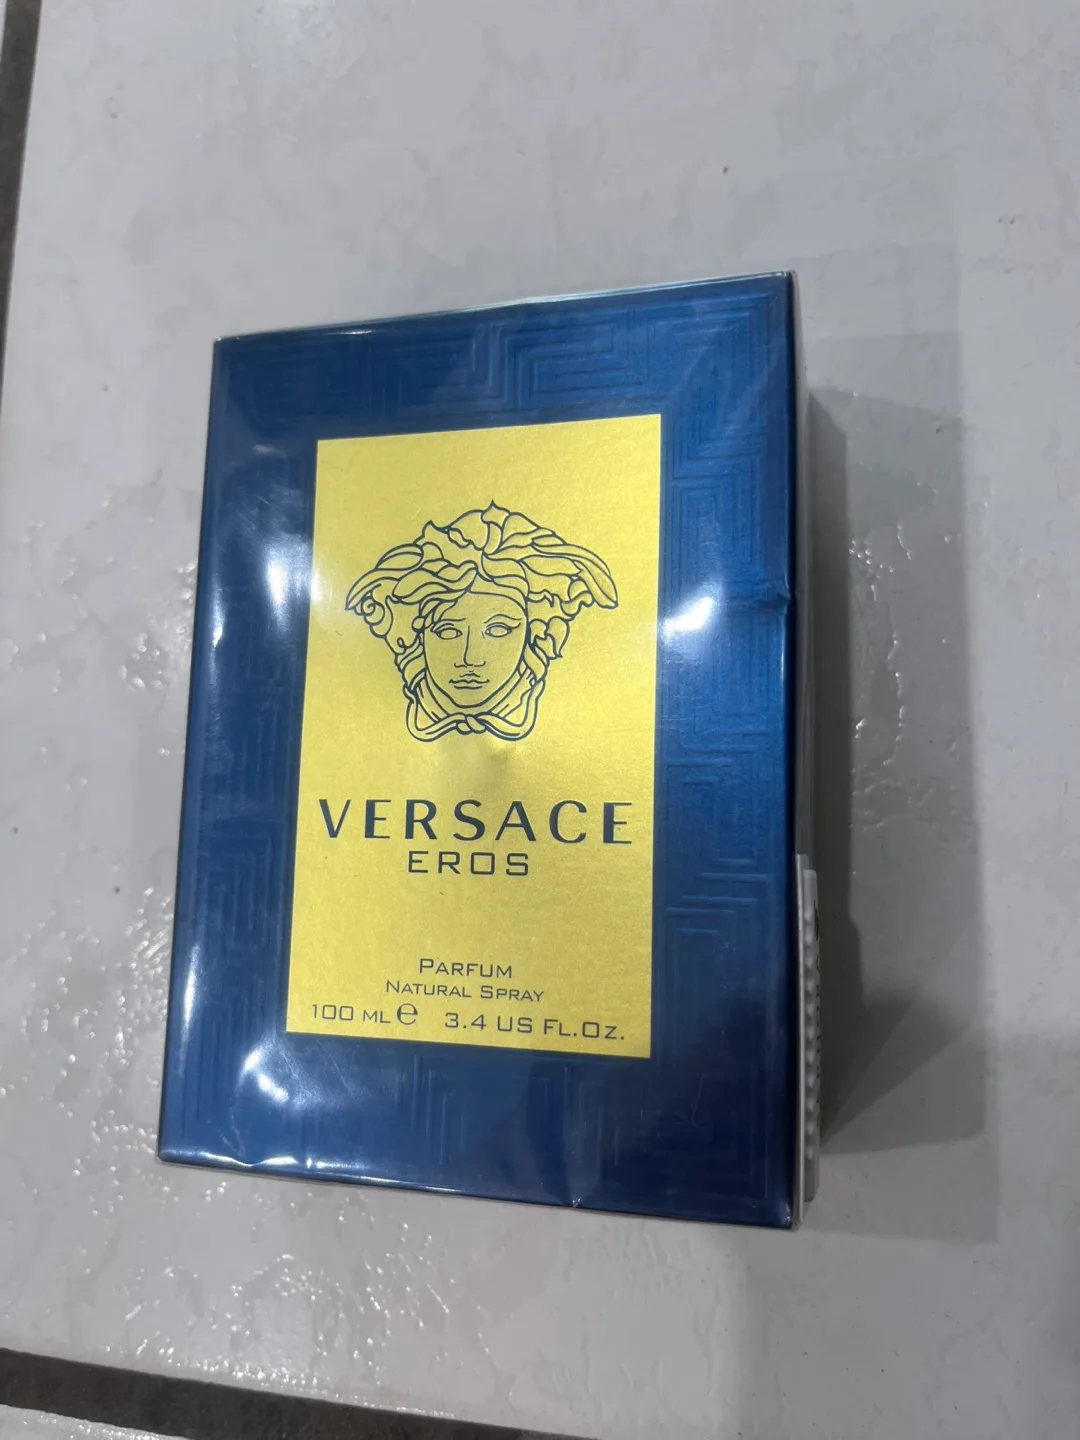 VERSACE
EROS
PARFUM
NATURAL SPRAY
100 ML ℮ 3.4 US FL.OZ.